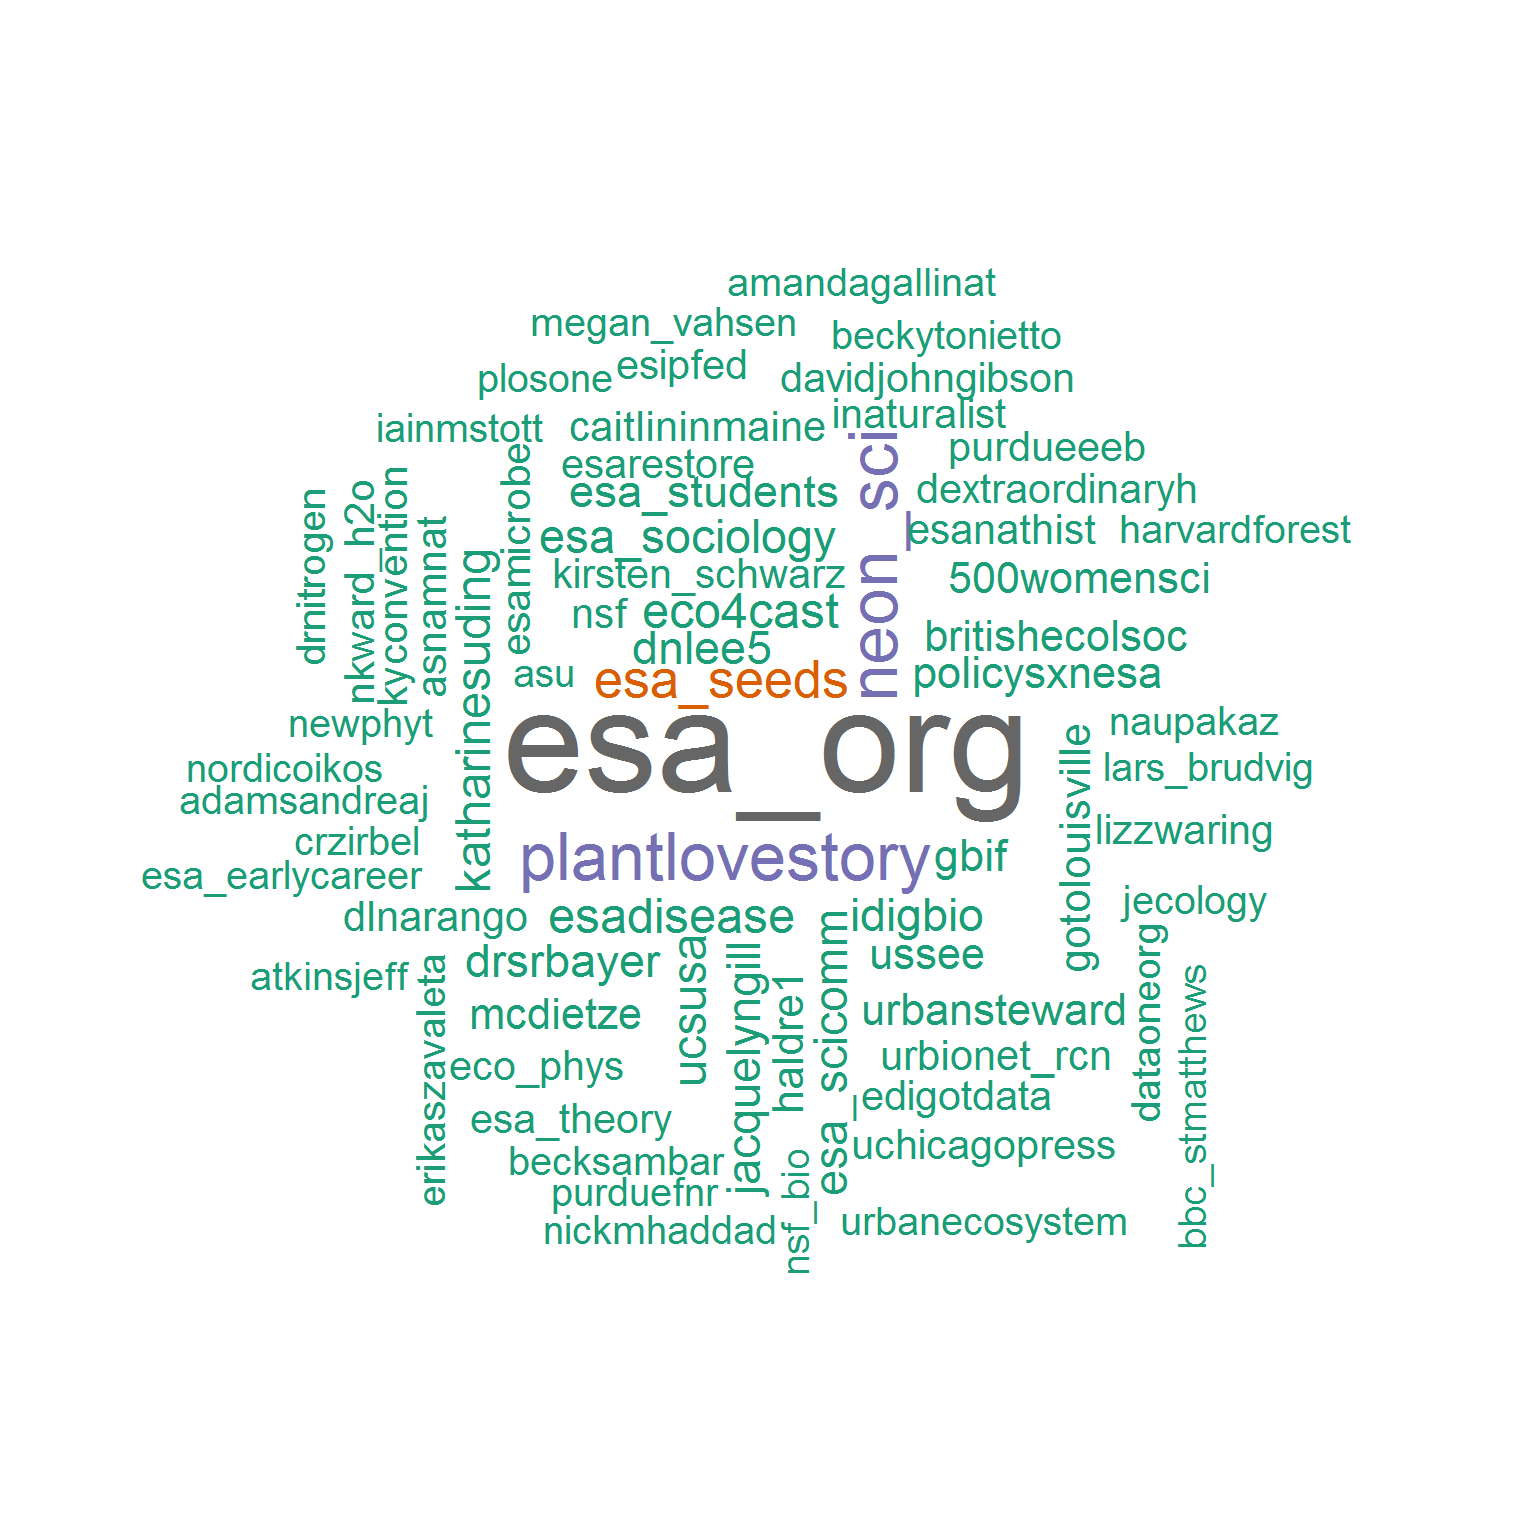 amandagallinat
megan_vahsen
beckytonietto
esipfed
plosone
davidjohngibson
inaturalist
iainmstott
caitlininmaine
purdueeeb
esarestore
esa_students
dextraordinaryh
neon_sci
esamicrobe
kyconvention
nkward_h2o
drnitrogen
asnamnat
esa_sociology
esanathist
harvardforest
katharinesuding
kirsten_schwarz
500womensci
nsf
eco4cast
britishecolsoc
dnlee5
asu
esa_seeds
policysxnesa
newphyt
esa_org
naupakaz
gotolouisville
nordicoikos
lars_brudvig
adamsandreaj
crzirbel
lizzwaring
plantlovestory
gbif
esa_earlycareer
jecology
dlnarango
esadisease
idigbio
esa_scicomm
dataoneorg
ucsusa
jacquelyngill
drsrbayer
ussee
atkinsjeff
erikaszavaleta
haldre1
bbc_stmatthews
mcdietze
urbansteward
eco_phys
urbionet_rcn
_edigotdata
esa_theory
uchicagopress
becksambar
nsf_bio
purduefnr
nickmhaddad
urbanecosystem